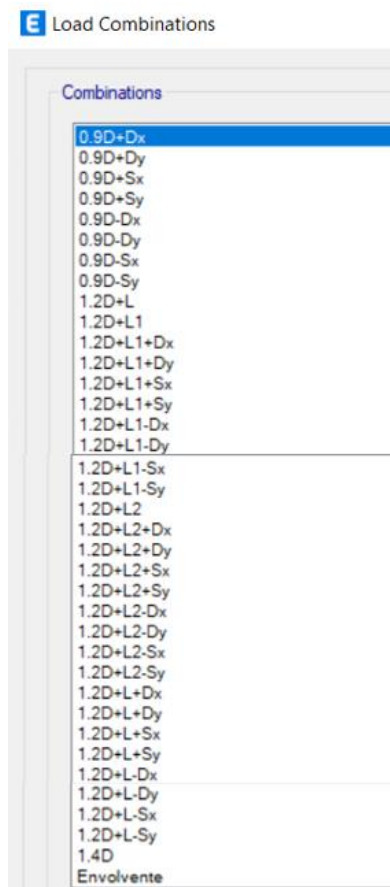 E Load Combinations
Combinations
0.9D+Dx
0.9D+Dy
0.9D+Sx
0.9D+Sy
0.9D-Dx
0.9D-Dy
0.9D-Sx
0.9D-Sy
1.2D+L
1.2D+L1
1.2D+L1+Dx
1.2D+L1+Dy
1.2D+L1+Sx
1.2D+L1+Sy
1.2D+L1-Dx
1.2D+L1-Dy
1.2D+L1-Sx
1.2D+L1-Sy
1.2D+L2
1.2D+L2+Dx
1.2D+L2+Dy
1.2D+L2+Sx
1.2D+L2+Sy
1.2D+L2-Dx
1.2D+L2-Dy
1.2D+L2-Sx
1.2D+L2-Sy
1.2D+L+Dx
1.2D+L+Dy
1.2D+L+Sx
1.2D+L+Sy
1.2D+L-Dx
1.2D+L-Dy
1.2D+L-Sx
1.2D+L-Sy
1.4D
Envolvente